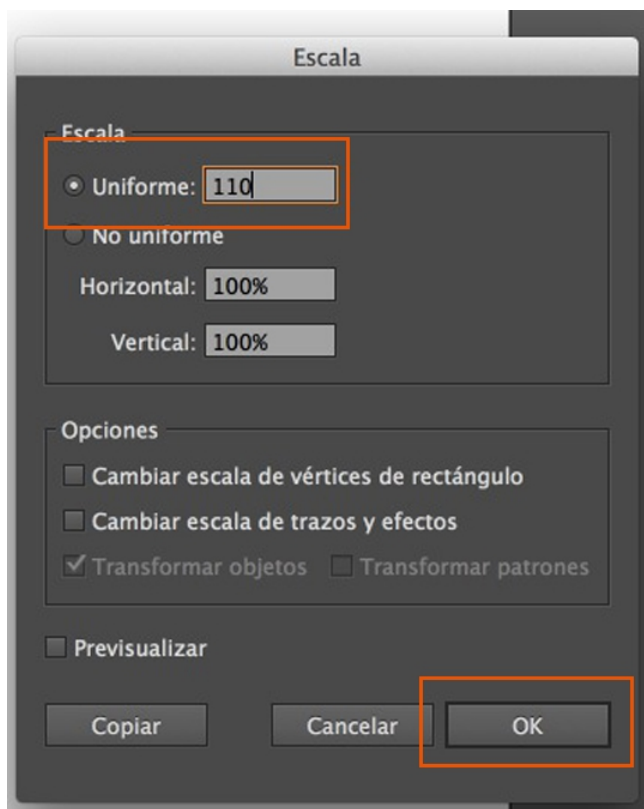 Escala
Escala
Uniforme: 110
No uniforme
Horizontal: 100%
Vertical: 100%
Opciones
Cambiar escala de vértices de rectángulo
Cambiar escala de trazos y efectos
Transformar objetos Transformar patrones
Previsualizar
Copiar Cancelar OK